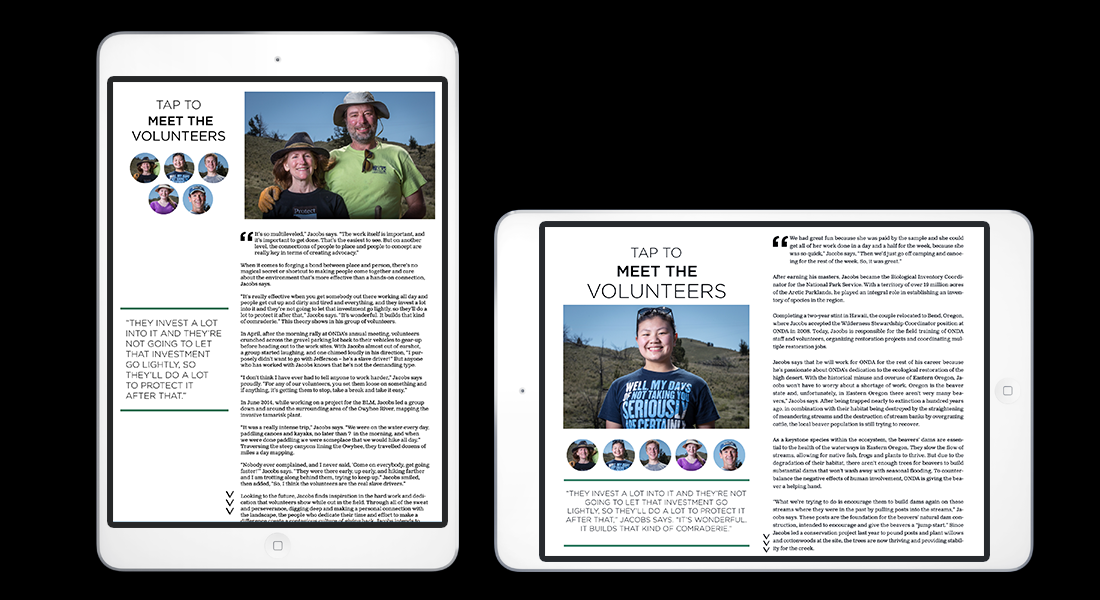 TAP TO
MEET THE
VOLUNTEERS
"THEY INVEST A LOT
INTO IT AND THEY'RE
NOT GOING TO LET
THAT INVESTMENT
GO LIGHTLY, SO
THEY'LL DO A LOT
TO PROTECT IT
AFTER THAT."
Protect
It's so multileveled," Jacobs says. "The work itself is important, and
it's important to get done. That's the easiest to see. But on another
level, the connections of people to place and people to concept are
really key in terms of creating advocacy."
When it comes to forging a bond between place and person, there's no
magical secret or shortcut to making people come together and care
about the environment that's more effective than a hands-on connection,
Jacobs says.
"It's really effective when you get somebody out there working all day and
people get cut up and dirty and tired and everything, and they invest a lot
into it and they're not going to let that investment go lightly, so they'll do a
lot to protect it after that," Jacobs says. "It's wonderful. It builds that kind
of comraderie." This theory shows in his group of volunteers.
In April, after the morning rally at ONDA's annual meeting, volunteers
crunched across the gravel parking lot back to their vehicles to gear-up
before heading out to the work sites. With Jacobs almost out of earshot,
a group started laughing, and one chimed loudly in his direction, "I pur-
posely didn't want to go with Jefferson – he's a slave driver!" But anyone
who has worked with Jacobs knows that he's not the demanding type.
"I don't think I have ever had to tell anyone to work harder," Jacobs says
proudly. "For any of our volunteers, you set them loose on something and
if anything, it's getting them to stop, take a break and take it easy."
In June 2014, while working on a project for the BLM, Jacobs led a group
down and around the surrounding area of the Owyhee River, mapping the
invasive tamarisk plant.
"It was a really intense trip," Jacobs says. "We were on the water every day,
paddling canoes and kayaks, no later than 7 in the morning, and when
we were done paddling we were someplace that we would hike all day."
Traversing the steep canyons lining the Owyhee, they travelled dozens of
miles a day mapping.
"Nobody ever complained, and I never said, 'Come on everybody, get going
faster!'" Jacobs says. "They were there early, up early, and hiking farther
and I am trotting along behind them, trying to keep up." Jacobs smiled,
then added, "So, I think the volunteers are the real slave drivers."
Looking to the future, Jacobs finds inspiration in the hard work and dedi-
cation that volunteers show while out in the field. Through all of the sweat
and perseverance, digging deep and making a personal connection with
the landscape, the people who dedicate their time and effort to make a
difference create a contagious culture of giving back. Jacobs intends to
TAP TO
MEET THE
VOLUNTEERS
WELL, MY DAYS
OF NOT TAKING YOU
SERIOUSLY
"THEY INVEST A LOT INTO IT AND THEY'RE NOT
GOING TO LET THAT INVESTMENT GO
LIGHTLY, SO THEY'LL DO A LOT TO PROTECT IT
AFTER THAT," JACOBS SAYS. "IT'S WONDERFUL.
IT BUILDS THAT KIND OF COMRADERIE."
We had great fun because she was paid by the sample and she could
get all of her work done in a day and a half for the week, because she
was so quick," Jacobs says, "Then we'd just go off camping and canoe-
ing for the rest of the week. So, it was great."
After earning his masters, Jacobs became the Biological Inventory Coordi-
nator for the National Park Service. With a territory of over 19 million acres
of the Arctic Parklands, he played an integral role in establishing an inven-
tory of species in the region.
Completing a two-year stint in Hawaii, the couple relocated to Bend, Oregon,
where Jacobs accepted the Wilderness Stewardship Coordinator position at
ONDA in 2008. Today, Jacobs is responsible for the field training of ONDA
staff and volunteers, organizing restoration projects and coordinating mul-
tiple restoration jobs.
Jacobs says that he will work for ONDA for the rest of his career because
he's passionate about ONDA's dedication to the ecological restoration of the
high desert. With the historical misuse and overuse of Eastern Oregon, Ja-
cobs won't have to worry about a shortage of work. Oregon is the beaver
state and, unfortunately, in Eastern Oregon there aren't very many bea-
vers," Jacobs says. After being trapped nearly to extinction a hundred years
ago, in combination with their habitat being destroyed by the straightening
of meandering streams and the destruction of stream banks by overgrazing
cattle, the local beaver population is still trying to recover.
As a keystone species within the ecosystem, the beavers' dams are essen-
tial to the health of the waterways in Eastern Oregon. They slow the flow of
streams, allowing for native fish, frogs and plants to thrive. But due to the
degradation of their habitat, there aren't enough trees for beavers to build
substantial dams that won't wash away with seasonal flooding. To counter-
balance the negative effects of human involvement, ONDA is giving the bea-
ver a helping hand.
"What we're trying to do is encourage them to build dams again on these
streams where they were in the past by pulling posts into the streams," Ja-
cobs says. These posts are the foundation for the beavers' natural dam con-
struction, intended to encourage and give the beavers a "jump start." Since
Jacobs led a conservation project last year to pound posts and plant willows
and cottonwoods at the site, the trees are now thriving and providing stabil-
ity for the creek.